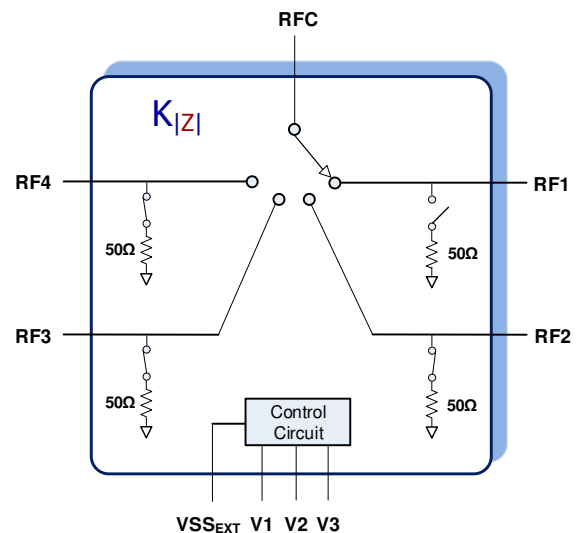 RFC
K|Z|
RF4
RF1
50Ω
50Ω
RF3
RF2
50Ω
50Ω
Control
Circuit
VSSEXT V1 V2 V3